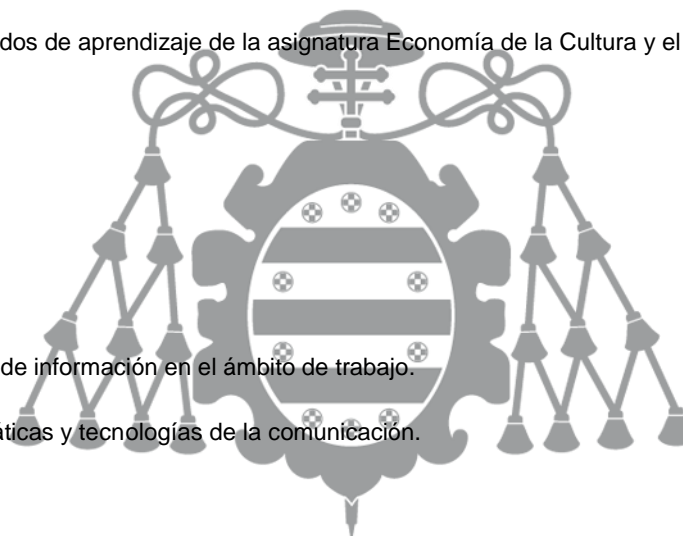 dos de aprendizaje de la asignatura Economía de la Cultura y el
de información en el ámbito de trabajo.
áticas y tecnologías de la comunicación.